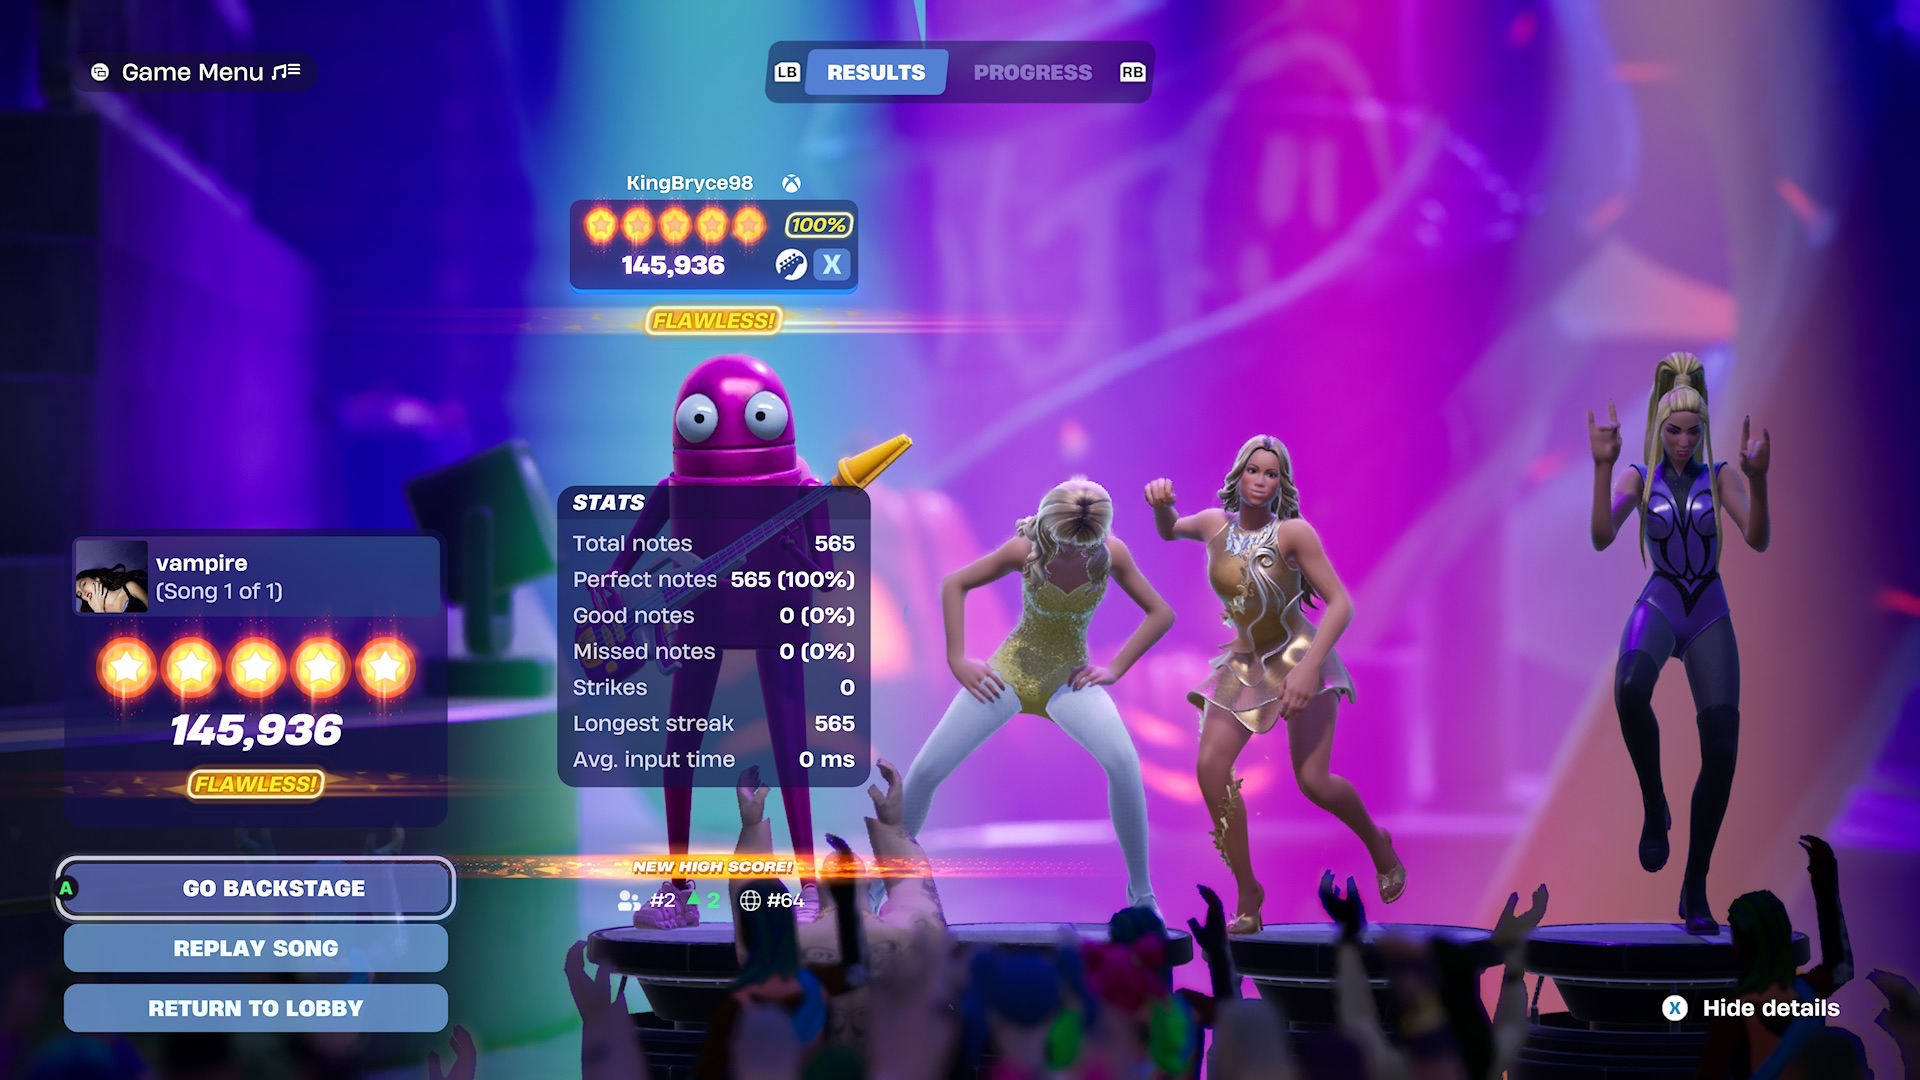 Game Menu
LB RESULTS PROGRESS RB
KingBryce98
100%
145,936 X
FLAWLESS!
STATS
Total notes 565
Perfect notes 565 (100%)
Good notes 0 (0%)
Missed notes 0 (0%)
Strikes 0
Longest streak 565
Avg. input time 0 ms
NEW HIGH SCORE!
#2 2 #64
vampire
(Song 1 of 1)
145,936
FLAWLESS!
A GO BACKSTAGE
REPLAY SONG
RETURN TO LOBBY
X Hide details